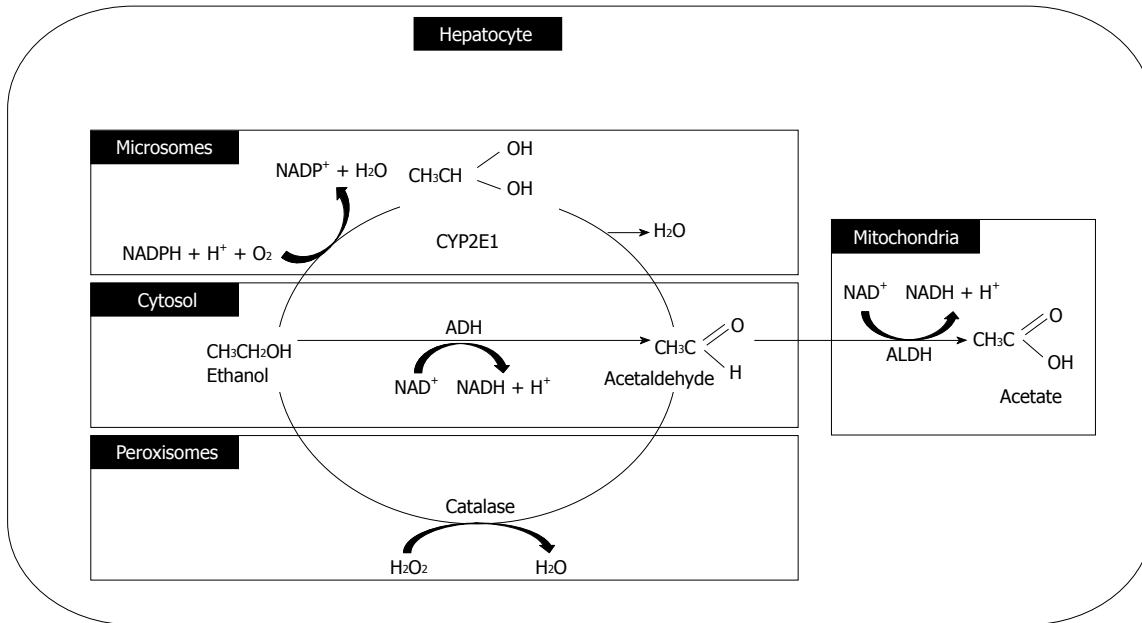 Hepatocyte
Microsomes
NADP⁺ + H₂O
CH₃CH
OH
OH
CYP2E1
NADPH + H⁺ + O₂
H₂O
Mitochondria
NAD⁺ NADH + H⁺
CH₃C
O
OH
ALDH
Acetate
Cytosol
ADH
CH₃CH₂OH
Ethanol
NAD⁺ NADH + H⁺
CH₃C
O
H
Acetaldehyde
Peroxisomes
Catalase
H₂O₂
H₂O